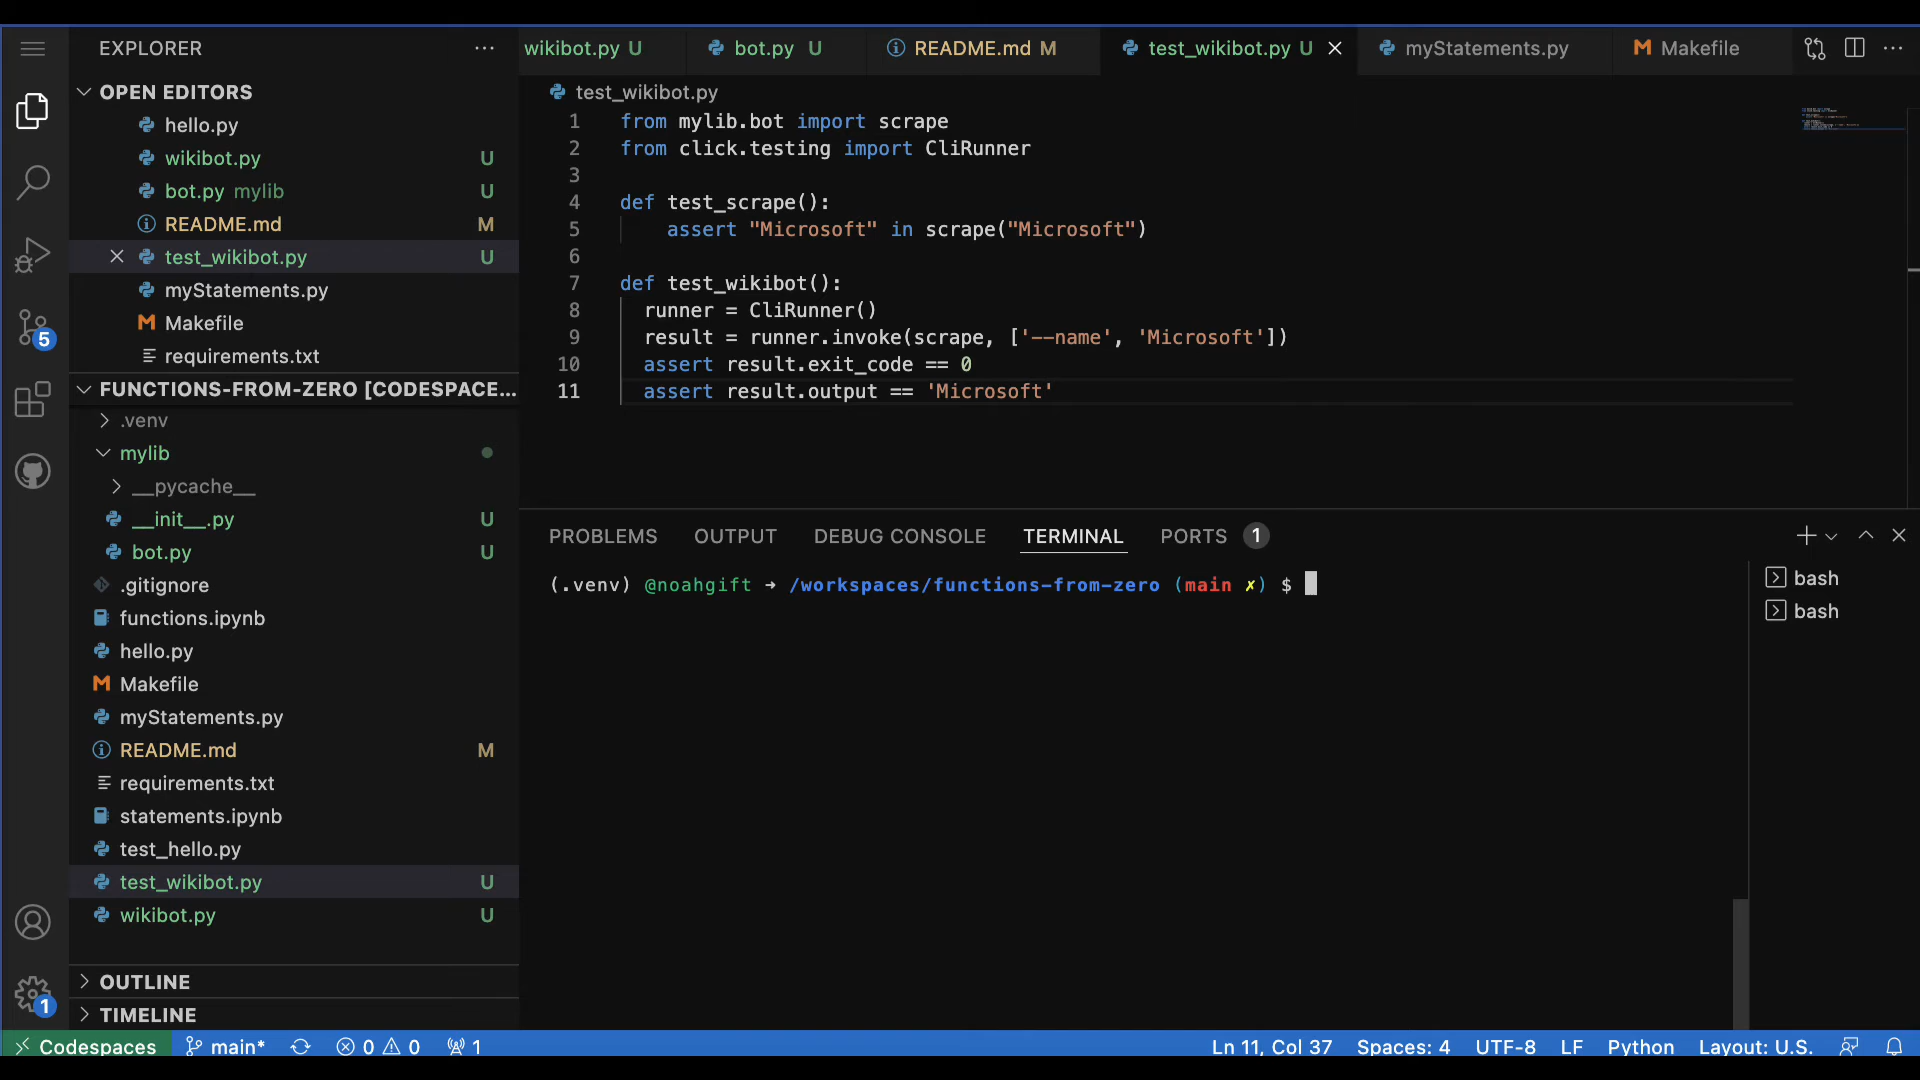 EXPLORER
wikibot.py U
bot.py U
README.md M
test_wikibot.py U
myStatements.py
Makefile
OPEN EDITORS
hello.py
wikibot.py U
bot.py mylib U
README.md M
test_wikibot.py U
myStatements.py
Makefile
requirements.txt
FUNCTIONS-FROM-ZERO [CODESPACE...
.venv
mylib
__pycache__
__init__.py U
bot.py U
.gitignore
functions.ipynb
hello.py
Makefile
myStatements.py
README.md M
requirements.txt
statements.ipynb
test_hello.py
test_wikibot.py U
wikibot.py U
OUTLINE
TIMELINE
5
1
test_wikibot.py
1 from mylib.bot import scrape
2 from click.testing import CliRunner
3
4 def test_scrape():
5 assert "Microsoft" in scrape("Microsoft")
6
7 def test_wikibot():
8 runner = CliRunner()
9 result = runner.invoke(scrape, ['--name', 'Microsoft'])
10 assert result.exit_code == 0
11 assert result.output == 'Microsoft'
PROBLEMS OUTPUT DEBUG CONSOLE TERMINAL PORTS 1
(.venv) @noahgift ➜ /workspaces/functions-from-zero (main ✗) $
bash
bash
Codespaces main* 0 0 1 Ln 11, Col 37 Spaces: 4 UTF-8 LF Python Layout: U.S.